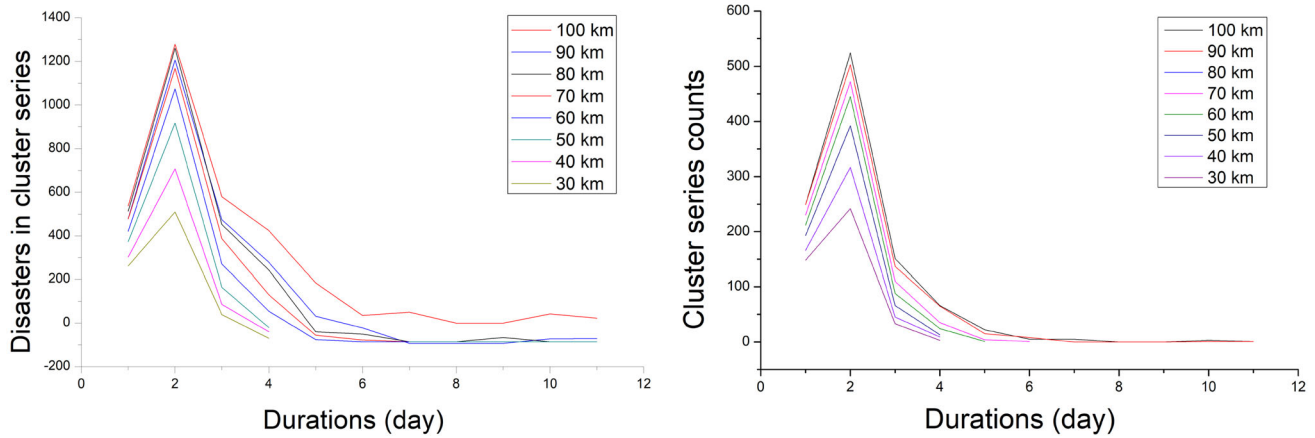 1400
1200
1000
800
600
400
200
0
-200
0
2
4
6
8
10
12
Disasters in cluster series
Durations (day)
100 km
90 km
80 km
70 km
60 km
50 km
40 km
30 km
600
500
400
300
200
100
0
0
2
4
6
8
10
12
Cluster series counts
Durations (day)
100 km
90 km
80 km
70 km
60 km
50 km
40 km
30 km